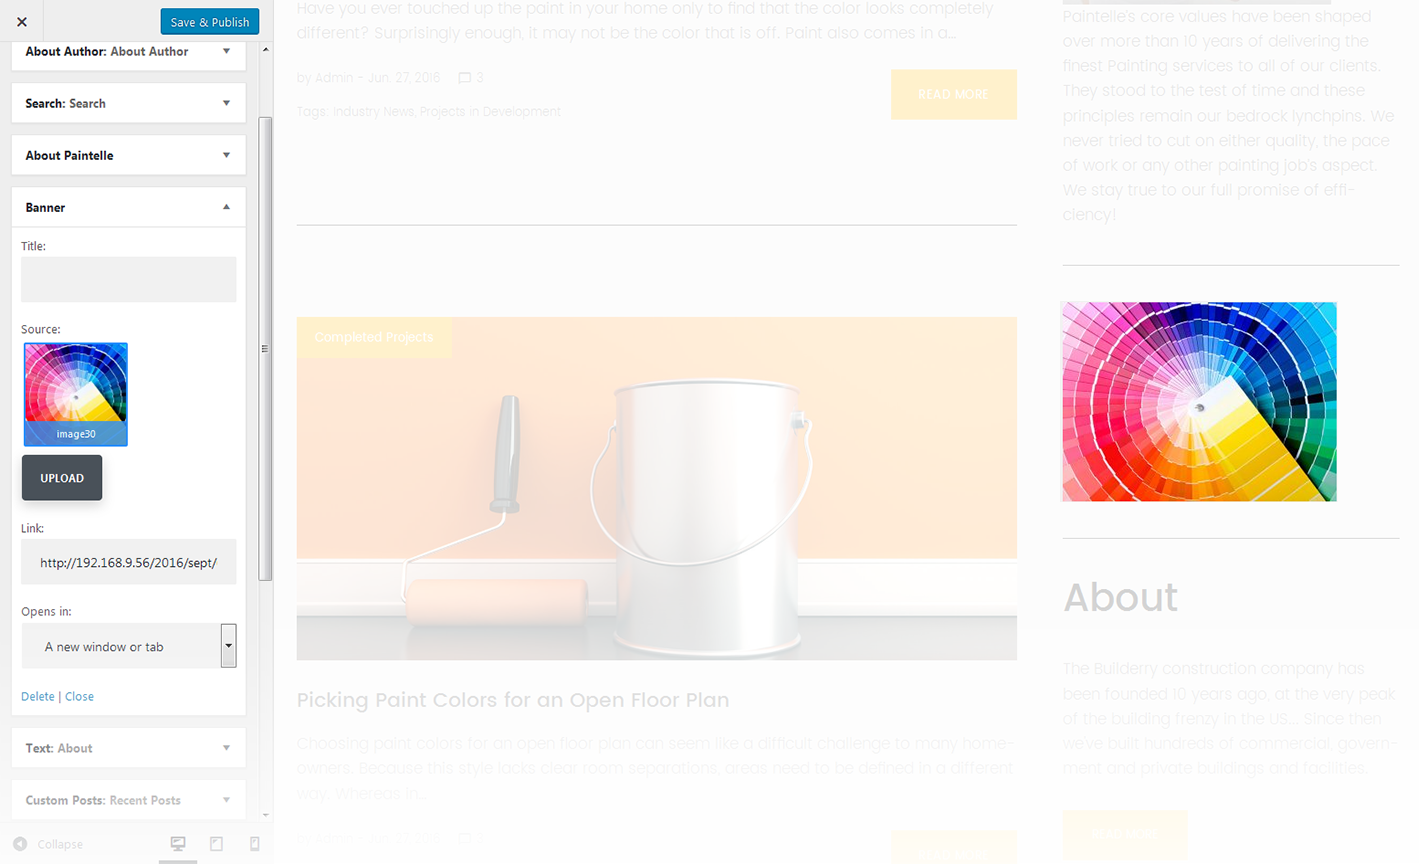 Save & Publish
About Author: About Author
Search: Search
About Paintelle
Banner
Title:
Source:
image30
UPLOAD
Link:
http://192.168.9.56/2016/sept/
Opens in:
A new window or tab
Delete | Close
Text: About
Custom Posts: Recent Posts
Collapse
Have you ever touched up the paint in your home only to find that the color looks completely
different? Surprisingly enough, it may not be the color that is off. Paint also comes in a…
by Admin - Jun. 27, 2016 3
READ MORE
Tags: Industry News, Projects in Development
Completed Projects
Picking Paint Colors for an Open Floor Plan
Choosing paint colors for an open floor plan can seem like a difficult challenge to many home-
owners. Because this style lacks clear room separations, areas need to be defined in a different
way. Whereas in…
Paintelle's core values have been shaped
over more than 10 years of delivering the
finest Painting services to all of our clients.
They stood to the test of time and these
principles remain our bedrock lynchpins. We
never tried to cut on either quality, the pace
of work or any other painting job's aspect.
We stay true to our full promise of effi-
ciency!
About
The Builderry construction company has
been founded 10 years ago, at the very peak
of the building frenzy in the US... Since then
we've built hundreds of commercial, govern-
ment and private buildings and facilities.